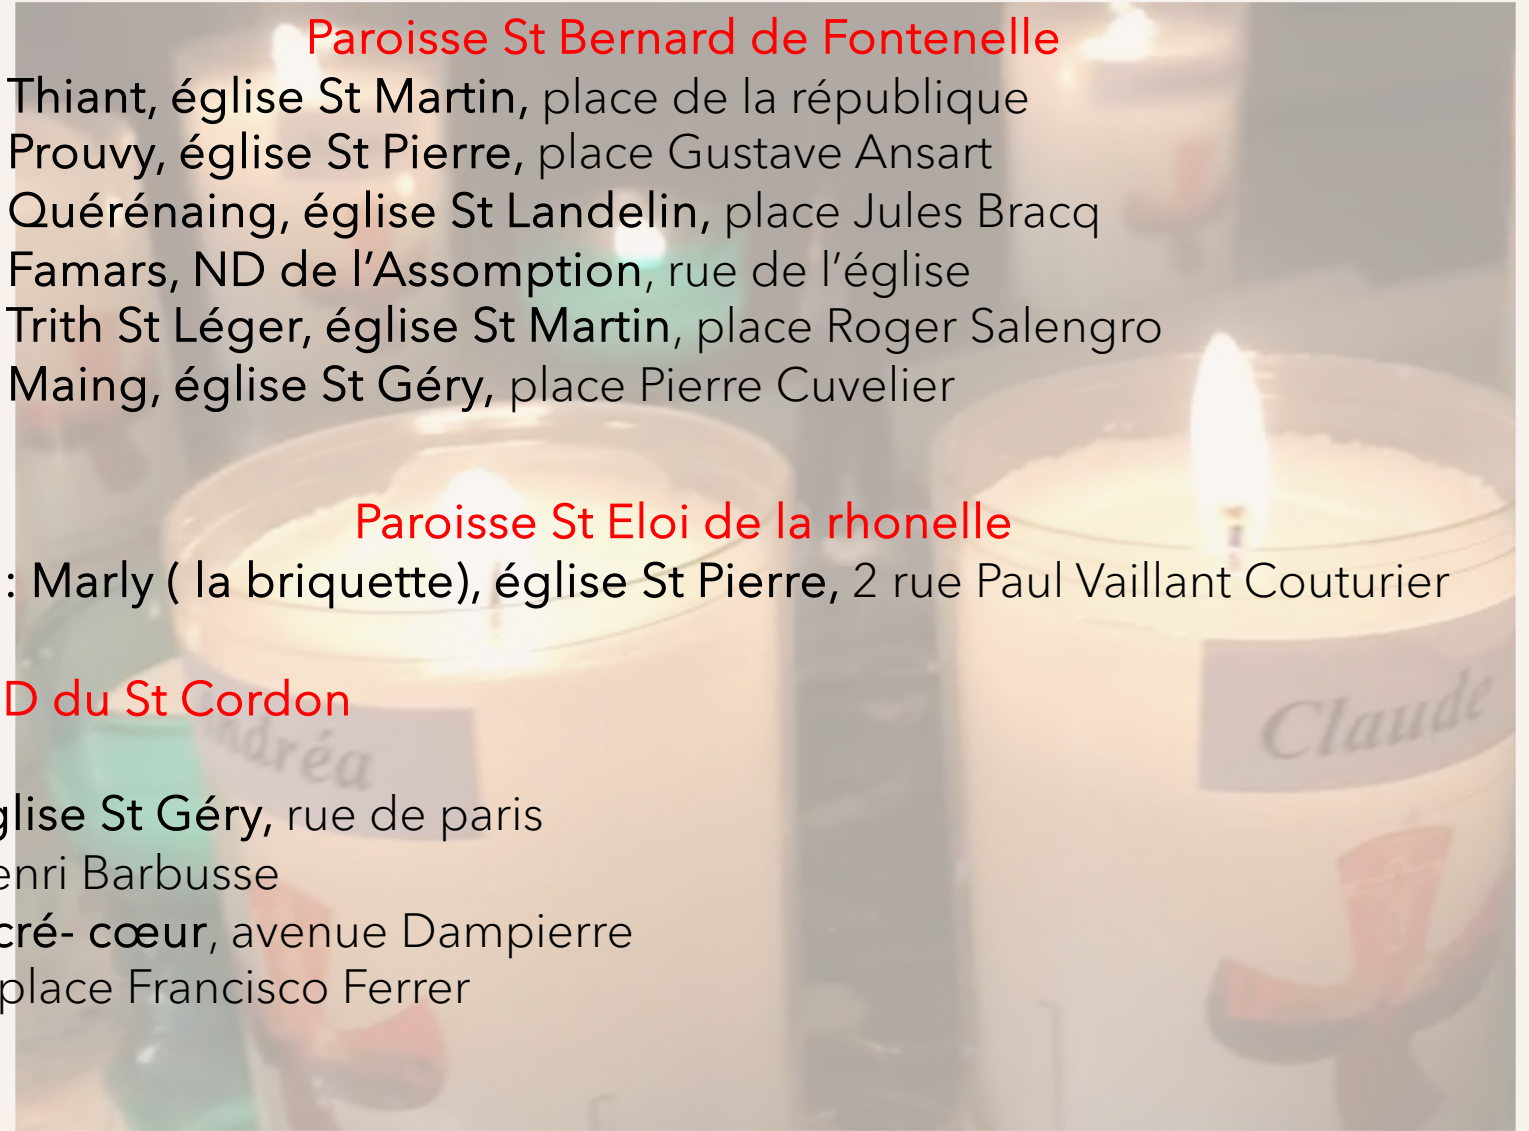 Paroisse St Bernard de Fontenelle
Thiant, église St Martin, place de la république
Prouvy, église St Pierre, place Gustave Ansart
Quérénaing, église St Landelin, place Jules Bracq
Famars, ND de l’Assomption, rue de l’église
Trith St Léger, église St Martin, place Roger Salengro
Maing, église St Géry, place Pierre Cuvelier
Paroisse St Eloi de la rhonelle
: Marly ( la briquette), église St Pierre, 2 rue Paul Vaillant Couturier
D du St Cordon
Claude
ndréa
glise St Géry, rue de paris
enri Barbusse
cré- cœur, avenue Dampierre
place Francisco Ferrer